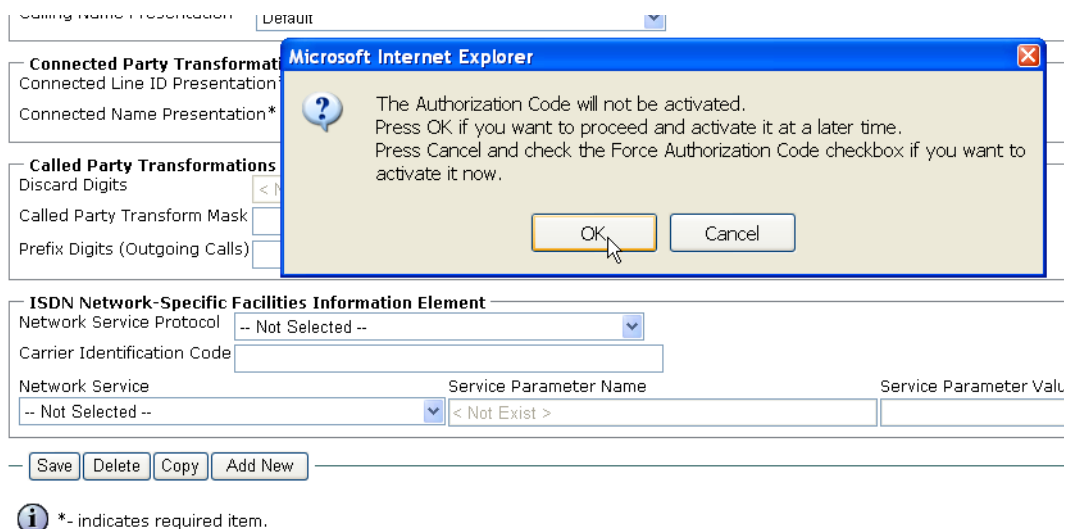 Calling Name Presentation Default
Microsoft Internet Explorer
Connected Party Transformati
Connected Line ID Presentation*
Connected Name Presentation*
The Authorization Code will not be activated.
Press OK if you want to proceed and activate it at a later time.
Press Cancel and check the Force Authorization Code checkbox if you want to
activate it now.
OK Cancel
Called Party Transformations
Discard Digits < N
Called Party Transform Mask
Prefix Digits (Outgoing Calls)
ISDN Network-Specific Facilities Information Element
Network Service Protocol -- Not Selected --
Carrier Identification Code
Network Service Service Parameter Name Service Parameter Valu
-- Not Selected -- < Not Exist >
Save Delete Copy Add New
i *- indicates required item.